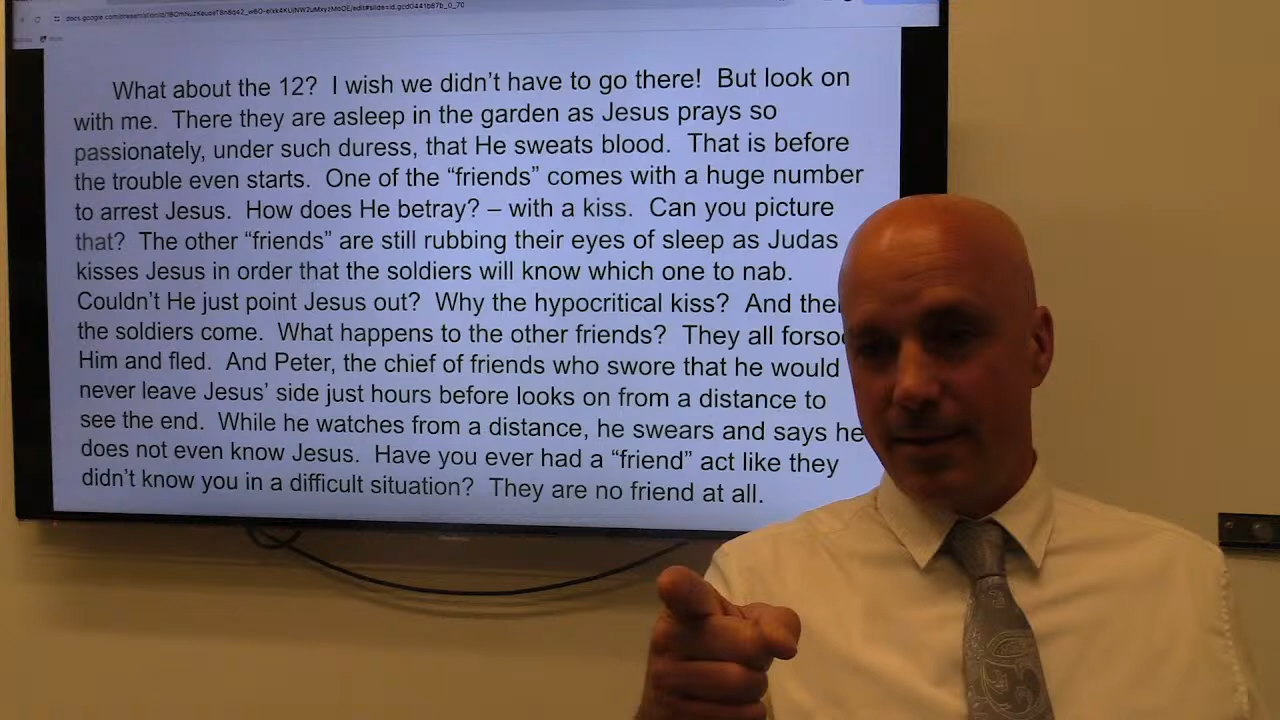 What about the 12? I wish we didn't have to go there! But look on
with me. There they are asleep in the garden as Jesus prays so
passionately, under such duress, that He sweats blood. That is before
the trouble even starts. One of the “friends” comes with a huge number
to arrest Jesus. How does He betray? – with a kiss. Can you picture
that? The other “friends” are still rubbing their eyes of sleep as Judas
kisses Jesus in order that the soldiers will know which one to nab.
Couldn't He just point Jesus out? Why the hypocritical kiss? And
the soldiers come. What happens to the other friends? They all
Him and fled. And Peter, the chief of friends who swore that he would
never leave Jesus' side just hours before looks on from a distance to
see the end. While he watches from a distance, he swears and says he
does not even know Jesus. Have you ever had a “friend” act like they
didn't know you in a difficult situation? They are no friend at all.